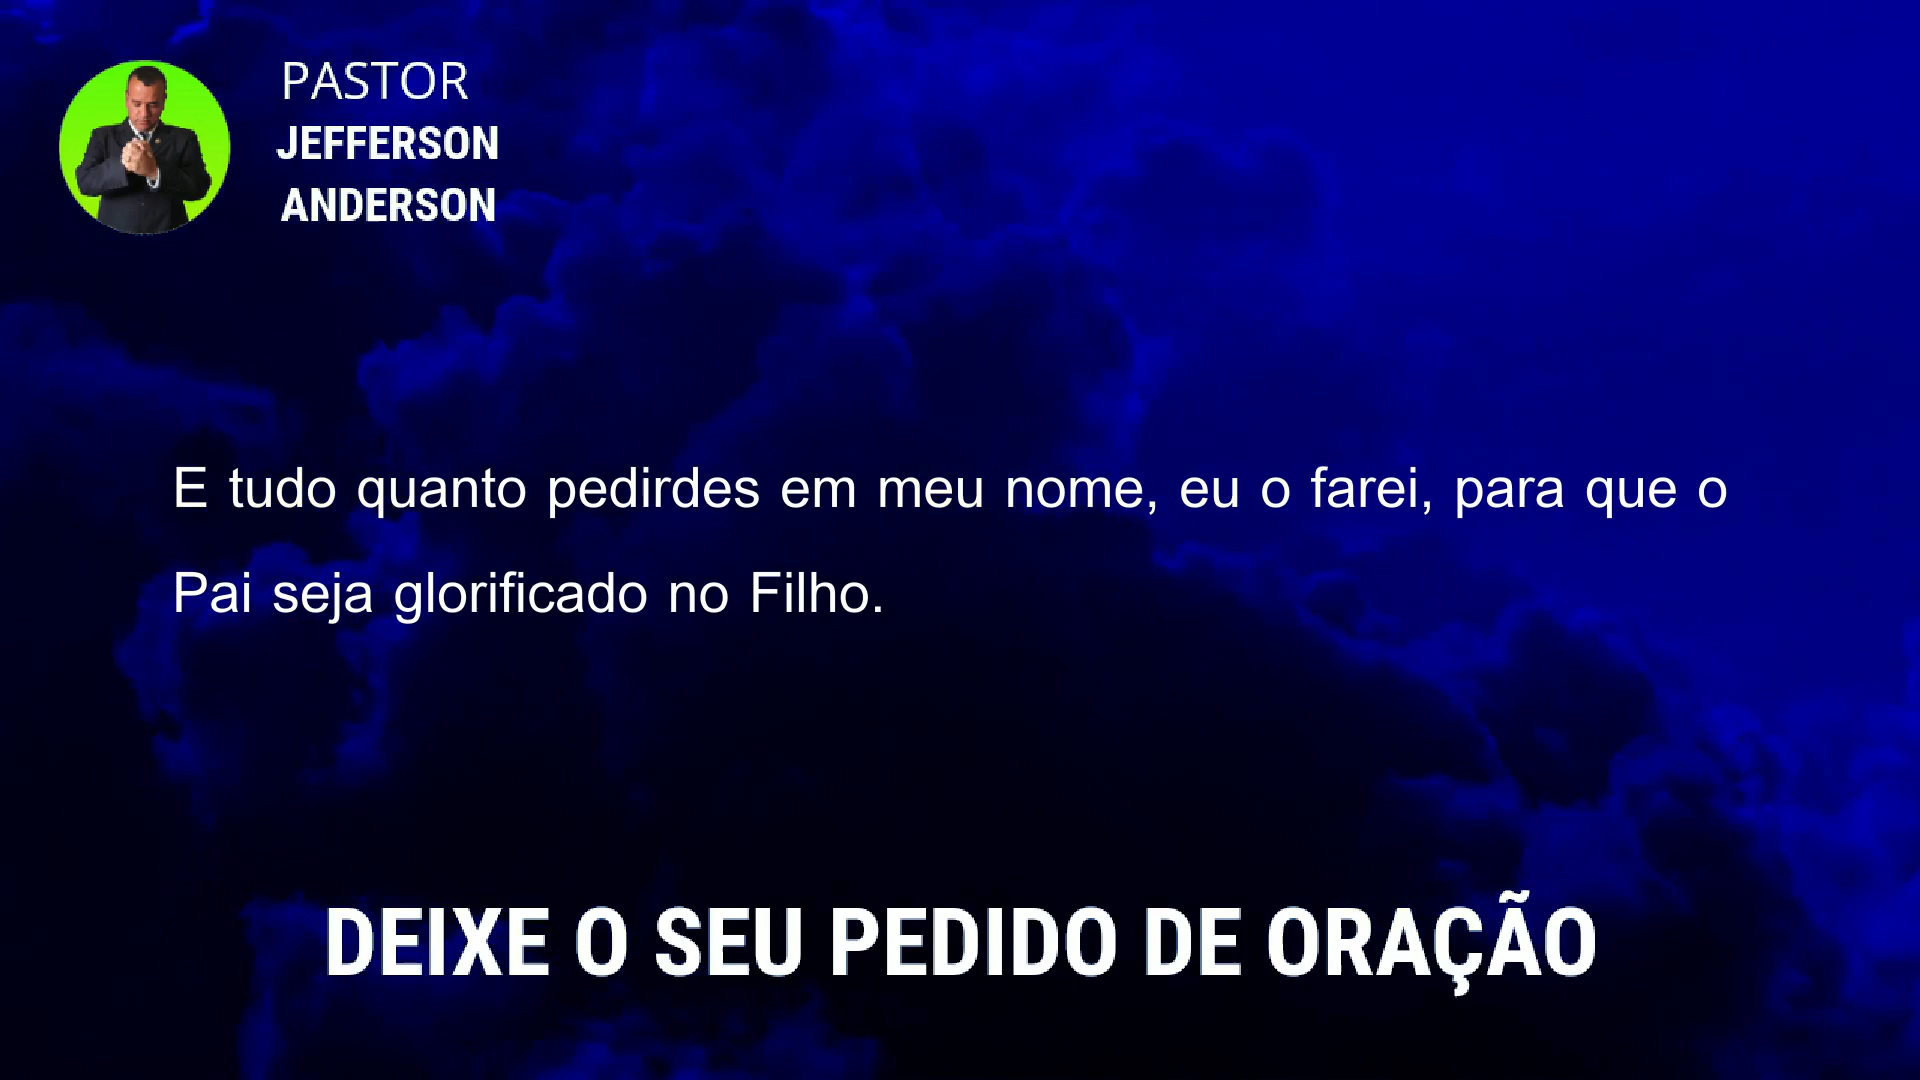 PASTOR
JEFFERSON
ANDERSON
E tudo quanto pedirdes em meu nome, eu o farei, para que o
Pai seja glorificado no Filho.
DEIXE O SEU PEDIDO DE ORAÇÃO